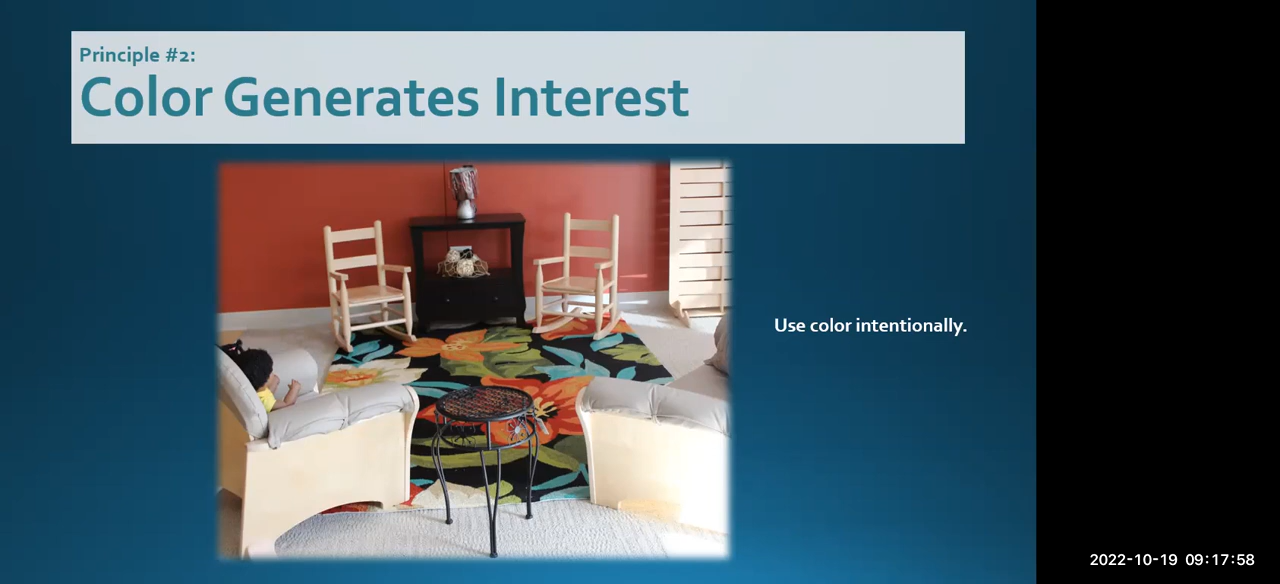 Principle #2:
Color Generates Interest
Use color intentionally.
2022-10-19 09:17:58